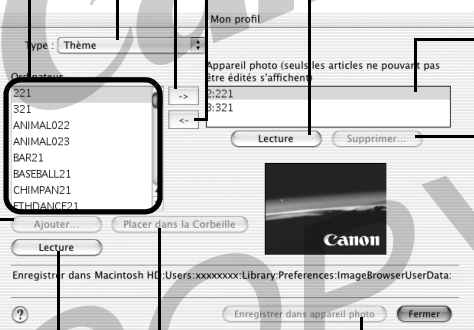 Mon profil
Type : Thème
Ordinateur
Appareil photo (seuls les articles ne pouvant pas
être édités s'affichent)
221
321
ANIMAL022
ANIMAL023
BAR21
BASEBALL21
CHIMPAN21
ETHDANCE21
->
<-
2:221
3:321
Lecture
Supprimer...
Ajouter...
Placer dans la Corbeille
Lecture
Canon
Enregistrer dans Macintosh HD:Users:xxxxxxxx:Library:Preferences:ImageBrowserUserData:
?
Enregistrer dans appareil photo
Fermer
COPY